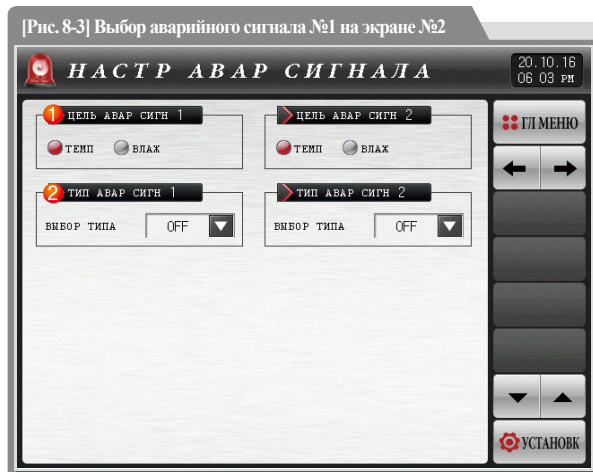 [Рис. 8-3] Выбор аварийного сигнала №1 на экране №2
НАСТР АВАР СИГНАЛА
20.10.16
06 03 PM
1 ЦЕЛЬ АВАР СИГН 1
ЦЕЛЬ АВАР СИГН 2
ТЕМП ВЛАЖ
ТЕМП ВЛАЖ
2 ТИП АВАР СИГН 1
ТИП АВАР СИГН 2
ВЫБОР ТИПА OFF
ВЫБОР ТИПА OFF
ГЛ МЕНЮ
УСТАНОВК